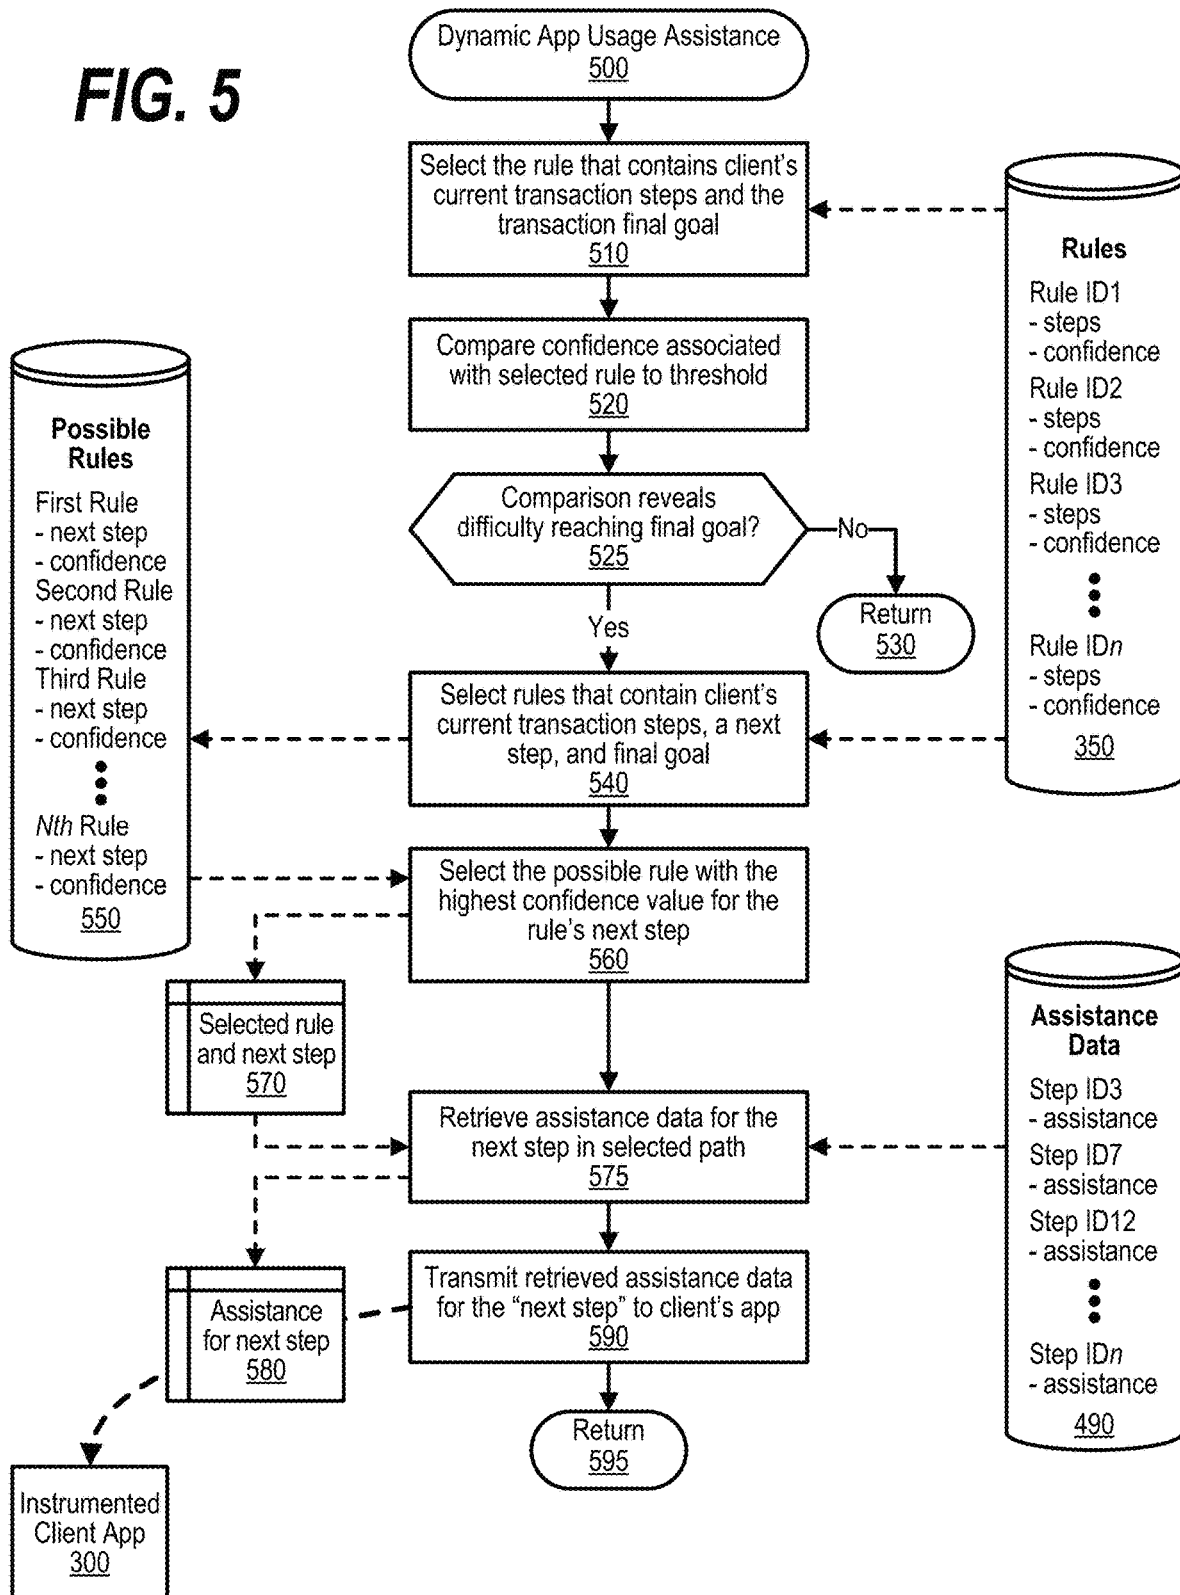 FIG. 5
Dynamic App Usage Assistance
500
Select the rule that contains client's
current transaction steps and the
transaction final goal
510
Compare confidence associated
with selected rule to threshold
520
Comparison reveals
difficulty reaching final goal?
525
No
Return
530
Yes
Select rules that contain client's
current transaction steps, a next
step, and final goal
540
Select the possible rule with the
highest confidence value for the
rule's next step
560
Retrieve assistance data for the
next step in selected path
575
Transmit retrieved assistance data
for the “next step” to client's app
590
Return
595
Rules
Rule ID1
- steps
- confidence
Rule ID2
- steps
- confidence
Rule ID3
- steps
- confidence
Rule IDn
- steps
- confidence
350
Possible
Rules
First Rule
- next step
- confidence
Second Rule
- next step
- confidence
Third Rule
- next step
- confidence
Nth Rule
- next step
- confidence
550
Selected rule
and next step
570
Assistance
for next step
580
Instrumented
Client App
300
Assistance
Data
Step ID3
- assistance
Step ID7
- assistance
Step ID12
- assistance
Step IDn
- assistance
490